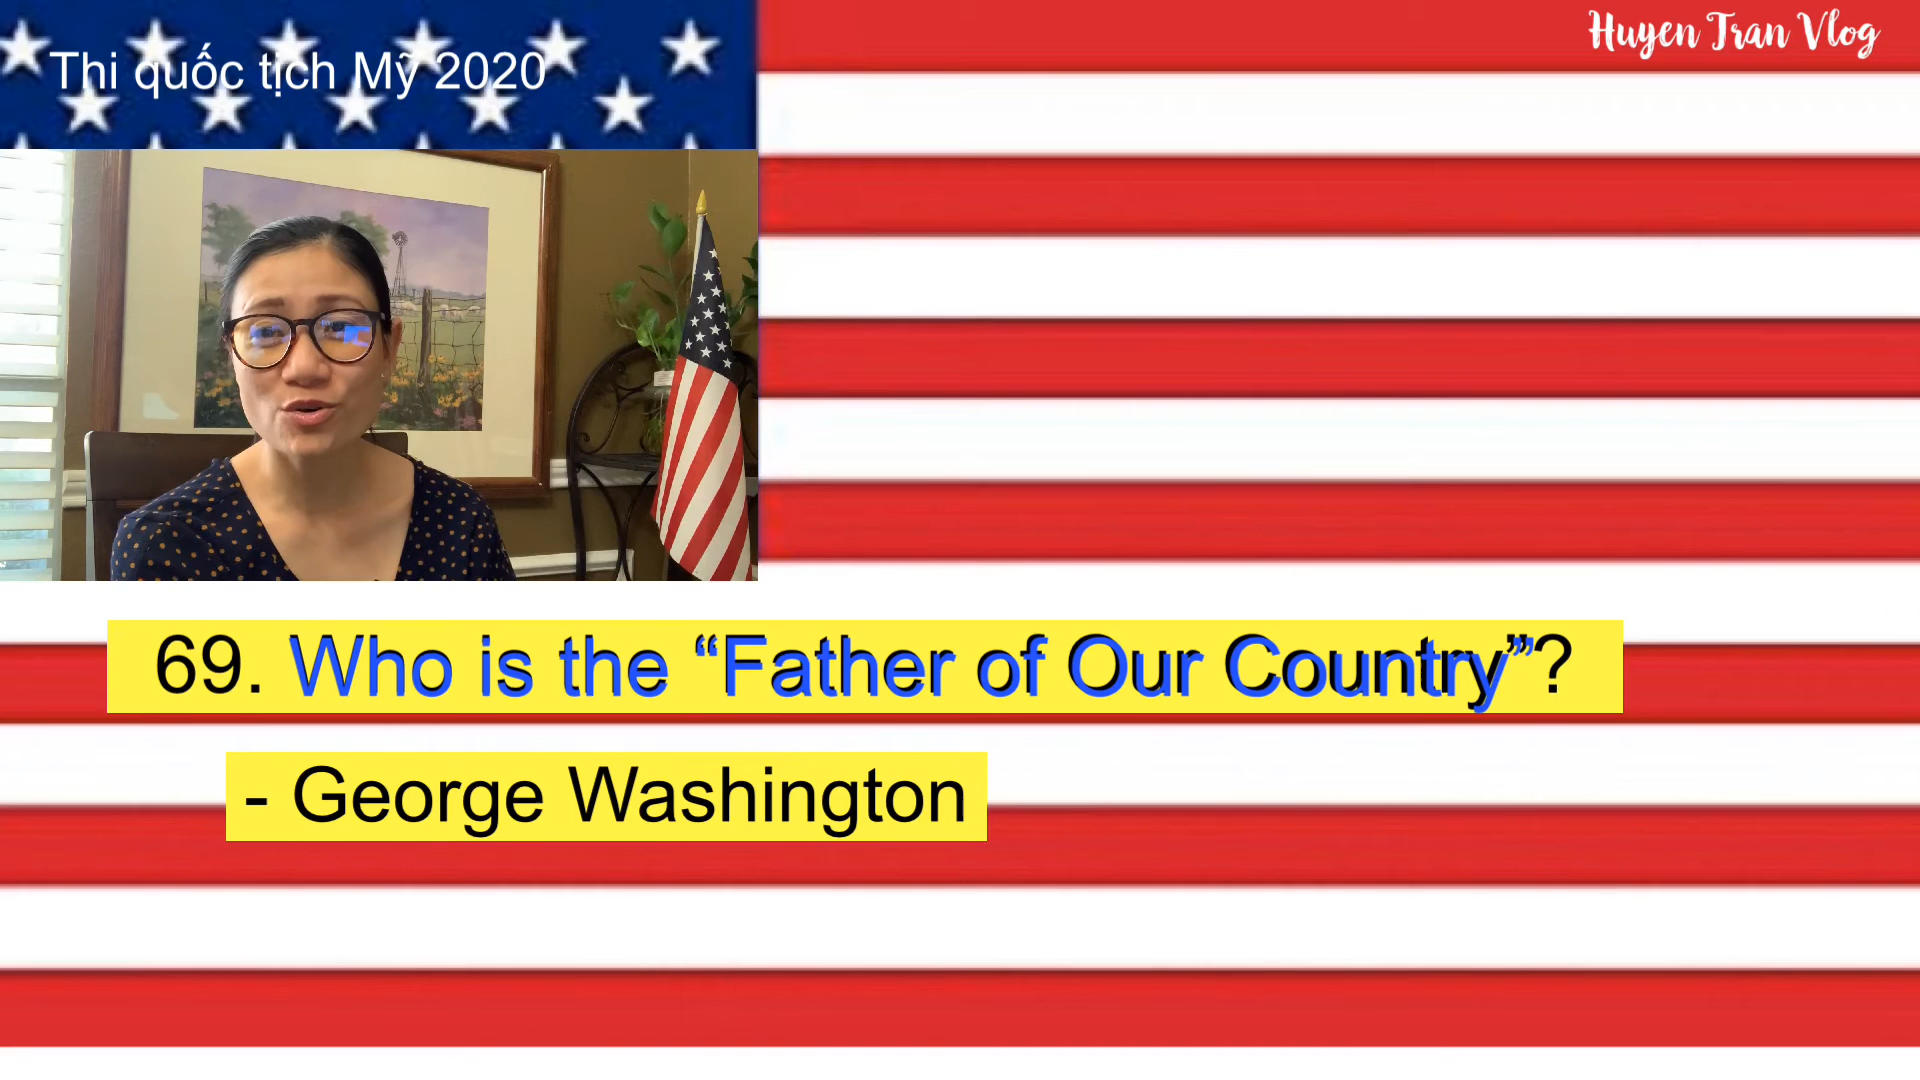 Huyen Tran Vlog
Thi quốc tịch Mỹ 2020
69. Who is the “Father of Our Country”?
- George Washington